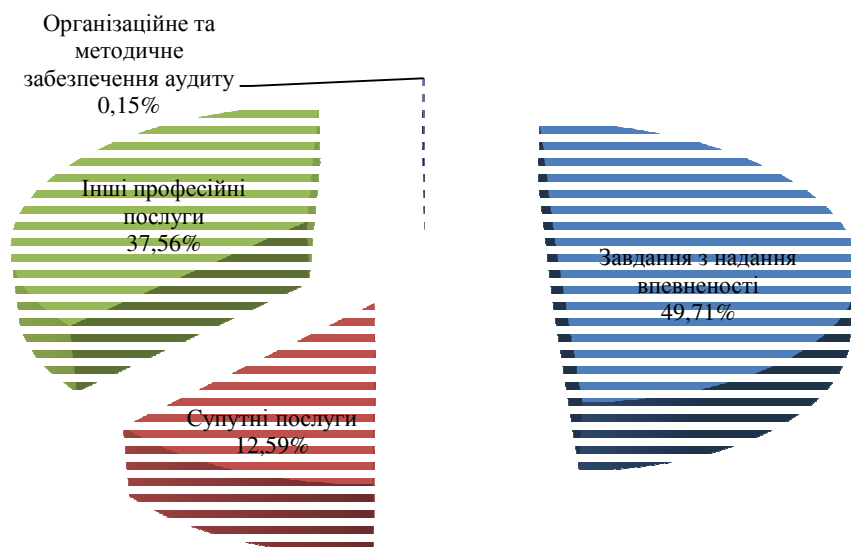 Організаційне та
методичне
забезпечення аудиту
0,15%
Інші професійні
послуги
37,56%
Завдання з надання
впевненості
49,71%
Супутні послуги
12,59%